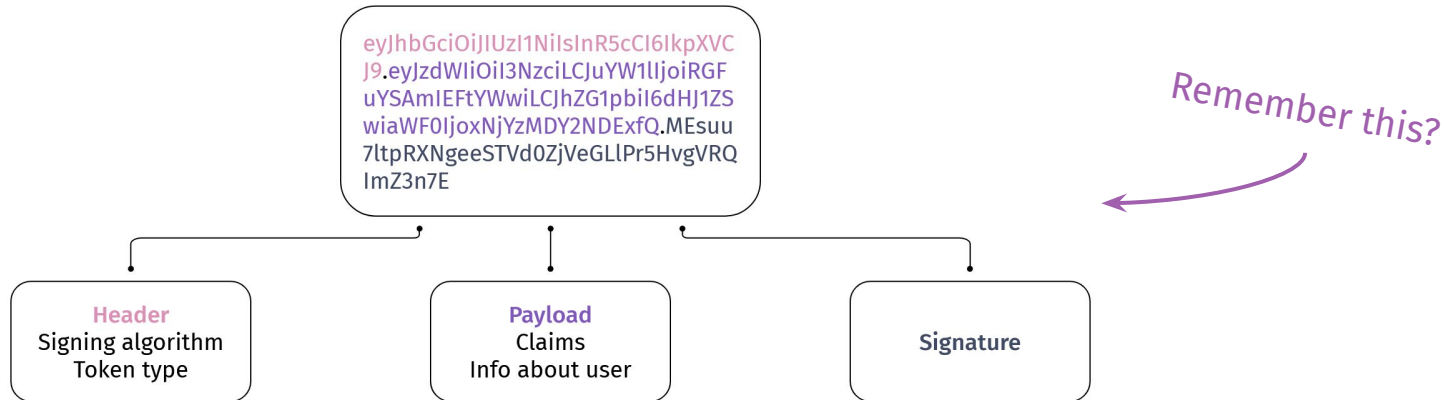 eyJhbGciOiJIUzI1NiIsInR5cCI6IkpXVC
J9.eyJzdWIiOiI3NzciLCJuYW1lIjoiRGF
uYSAmIEFtYWwiLCJhZG1pbiI6dHJ1ZS
wiaWF0IjoxNjYzMDY2NDExfQ.MEsuu
7ltpRXNgeeSTVd0ZjVeGLlPr5HvgVRQ
ImZ3n7E
Remember this?
Header
Signing algorithm
Token type
Payload
Claims
Info about user
Signature